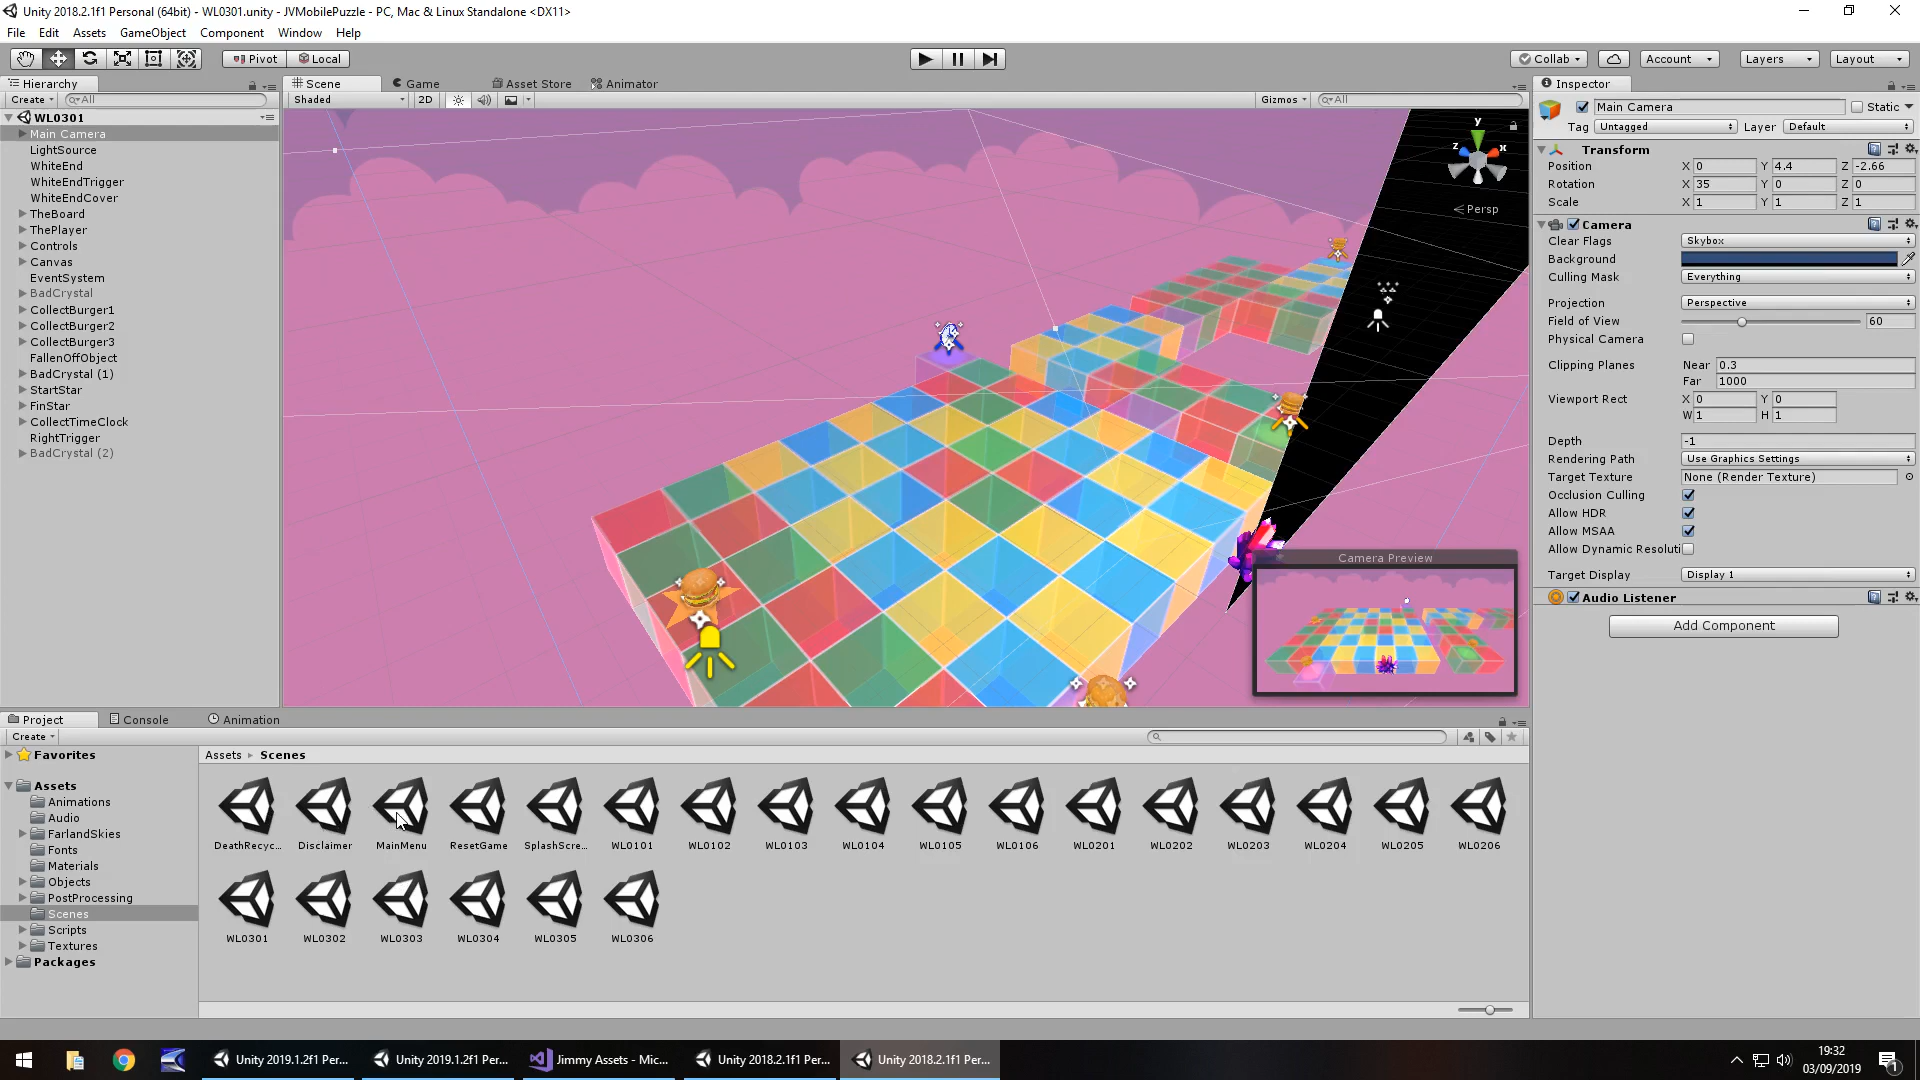 Unity 2018.2.1f1 Personal (64bit) - WL0301.unity - JVMobilePuzzle - PC, Mac & Linux Standalone <DX11>
File Edit Assets GameObject Component Window Help
Pivot Local Collab Account Layers Layout
Hierarchy
Create All
WL0301
Main Camera
LightSource
WhiteEnd
WhiteEndTrigger
WhiteEndCover
TheBoard
ThePlayer
Controls
Canvas
EventSystem
BadCrystal
CollectBurger1
CollectBurger2
CollectBurger3
FallenOffObject
BadCrystal (1)
StartStar
FinStar
CollectTimeClock
RightTrigger
BadCrystal (2)
Scene Game Asset Store Animator
Shaded 2D Gizmos All
y
z x
Persp
Camera Preview
Inspector
Main Camera Static
Tag Untagged Layer Default
Transform
Position X 0 Y 4.4 Z -2.66
Rotation X 35 Y 0 Z 0
Scale X 1 Y 1 Z 1
Camera
Clear Flags Skybox
Background
Culling Mask Everything
Projection Perspective
Field of View 60
Physical Camera
Clipping Planes Near 0.3
Far 1000
Viewport Rect X 0 Y 0
W 1 H 1
Depth -1
Rendering Path Use Graphics Settings
Target Texture None (Render Texture)
Occlusion Culling
Allow HDR
Allow MSAA
Allow Dynamic Resoluti
Target Display Display 1
Audio Listener
Add Component
Project Console Animation
Create
Favorites
Assets
Animations
Audio
FarlandSkies
Fonts
Materials
Objects
PostProcessing
Scenes
Scripts
Textures
Packages
Assets Scenes
DeathRecyc... Disclaimer MainMenu ResetGame SplashScre... WL0101 WL0102 WL0103 WL0104 WL0105 WL0106 WL0201 WL0202 WL0203 WL0204 WL0205 WL0206
WL0301 WL0302 WL0303 WL0304 WL0305 WL0306
Unity 2019.1.2f1 Per... Unity 2019.1.2f1 Per... Jimmy Assets - Mic... Unity 2018.2.1f1 Per... Unity 2018.2.1f1 Per...
19:32
03/09/2019
1